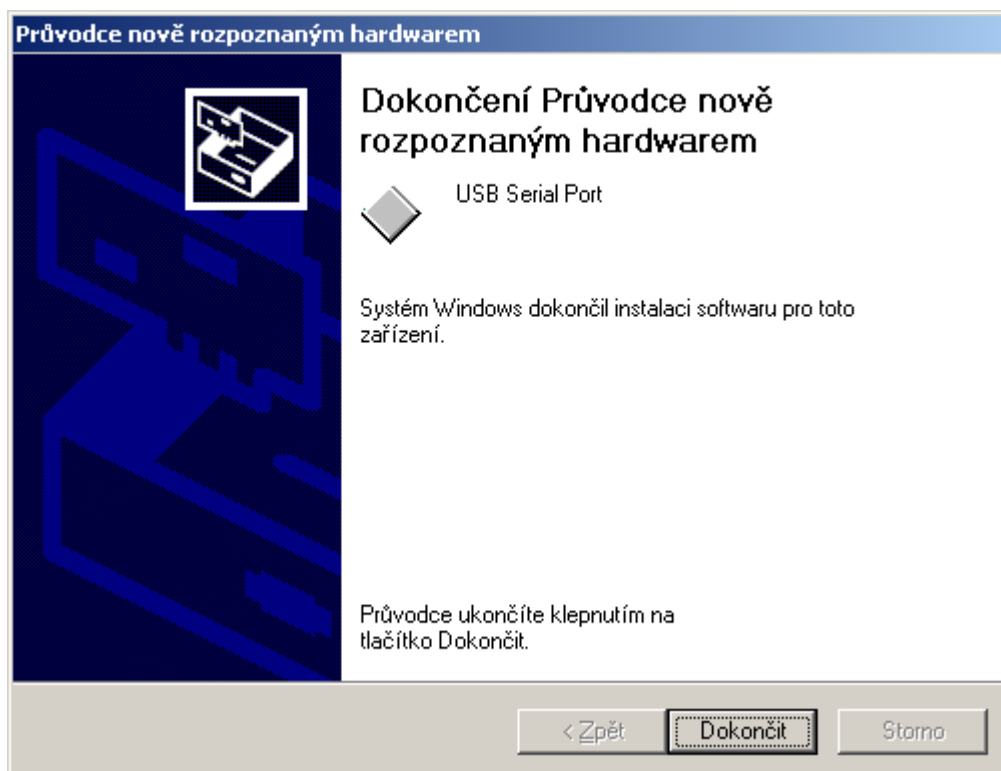 Průvodce nově rozpoznaným hardwarem
Dokončení Průvodce nově
rozpoznaným hardwarem
USB Serial Port
Systém Windows dokončil instalaci softwaru pro toto
zařízení.
Průvodce ukončíte klepnutím na
tlačítko Dokončit.
< Zpět Dokončit Storno